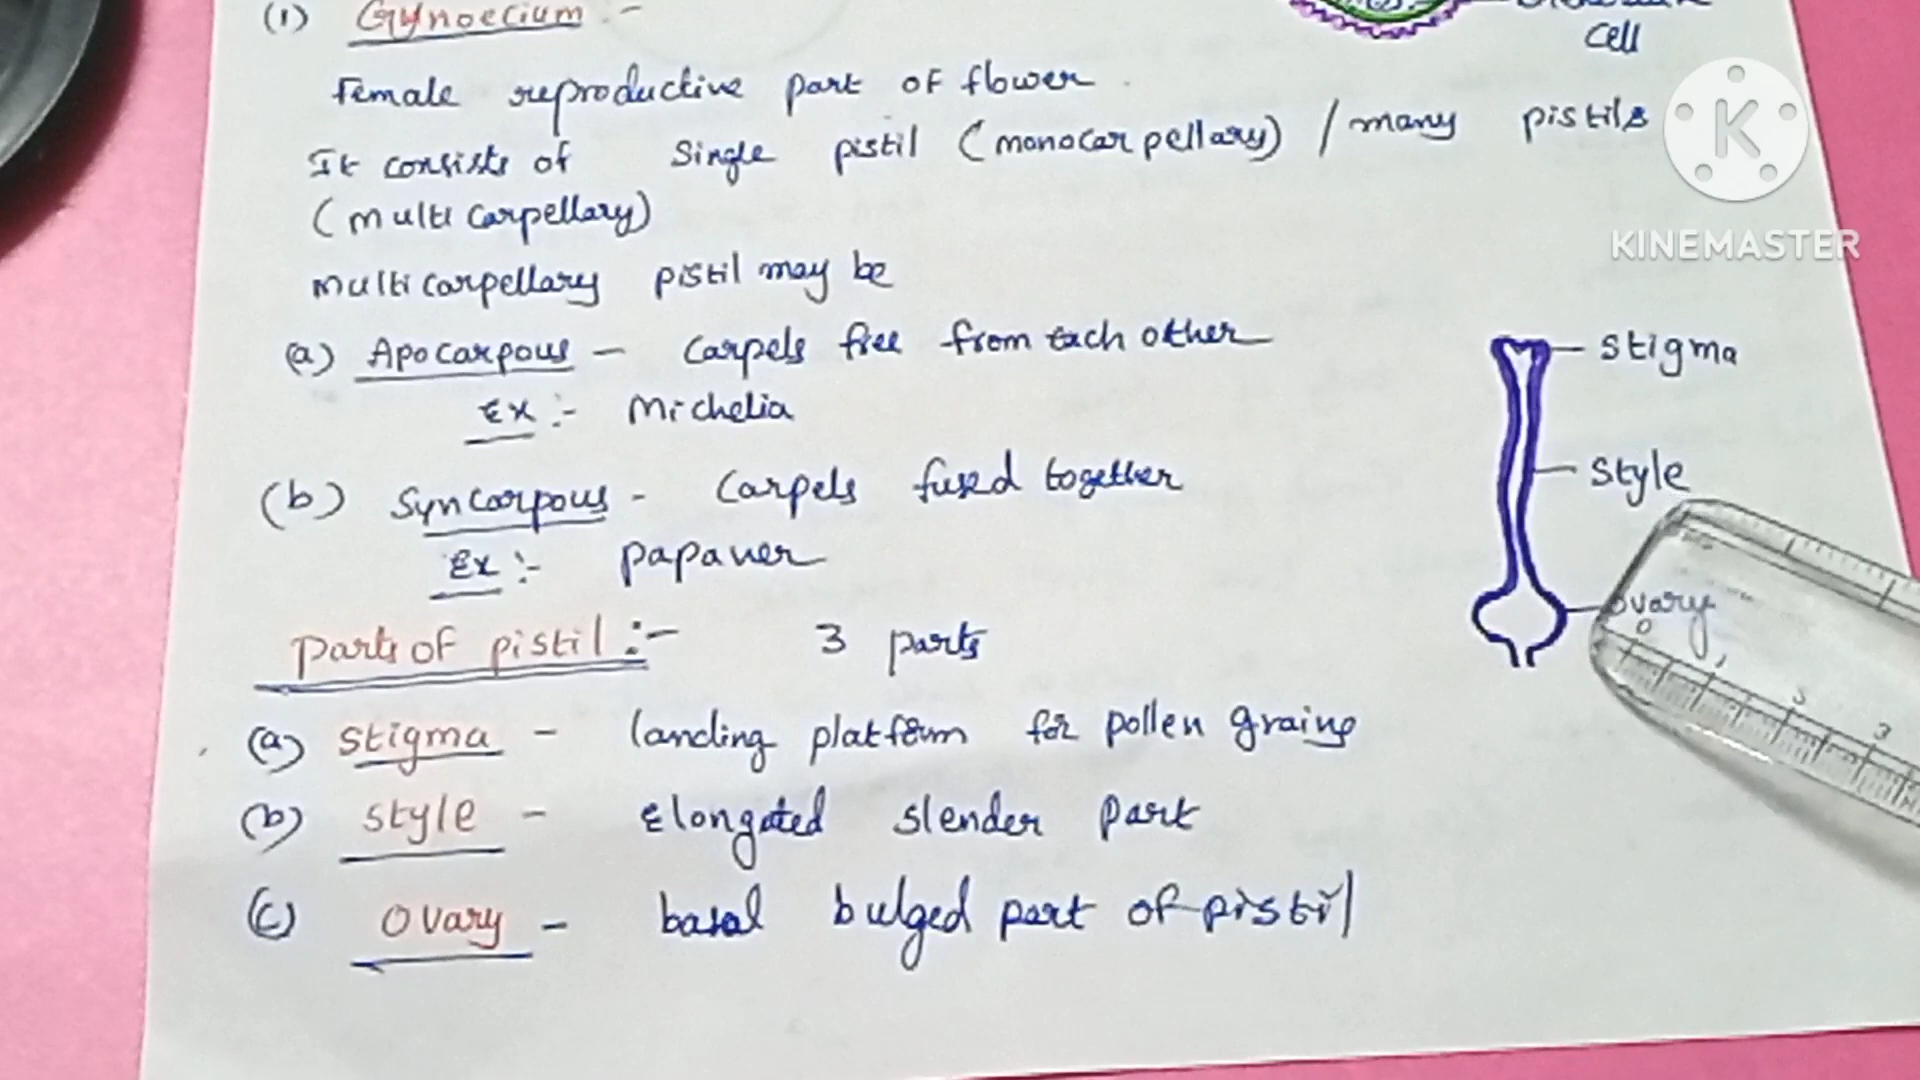 (1) Gynoecium :-
Cell
Female reproductive part of flower
It consists of single pistil (monocarpellary) / many pistils
(multi carpellary)
multi carpellary pistil may be
(a) Apocarpous - Carpels free from each other
Ex :- Michelia
(b) Syncarpous - Carpels fused together
Ex :- papaver
Parts of pistil :- 3 parts
(a) stigma - landing platform for pollen grains
(b) style - Elongated slender part
(c) ovary - basal bulged part of pistil
stigma
style
ovary
KINEMASTER
K